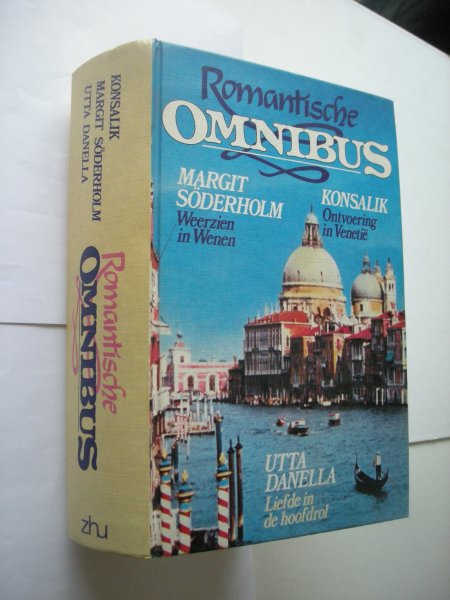 KONSALIK
MARGIT SÖDERHOLM
UTTA DANELLA
Romantische
OMNIBUS
zhu
Romantische
OMNIBUS
MARGIT
SÖDERHOLM
Weerzien
in Wenen
KONSALIK
Ontvoering
in Venetië
UTTA
DANELLA
Liefde in
de hoofdrol